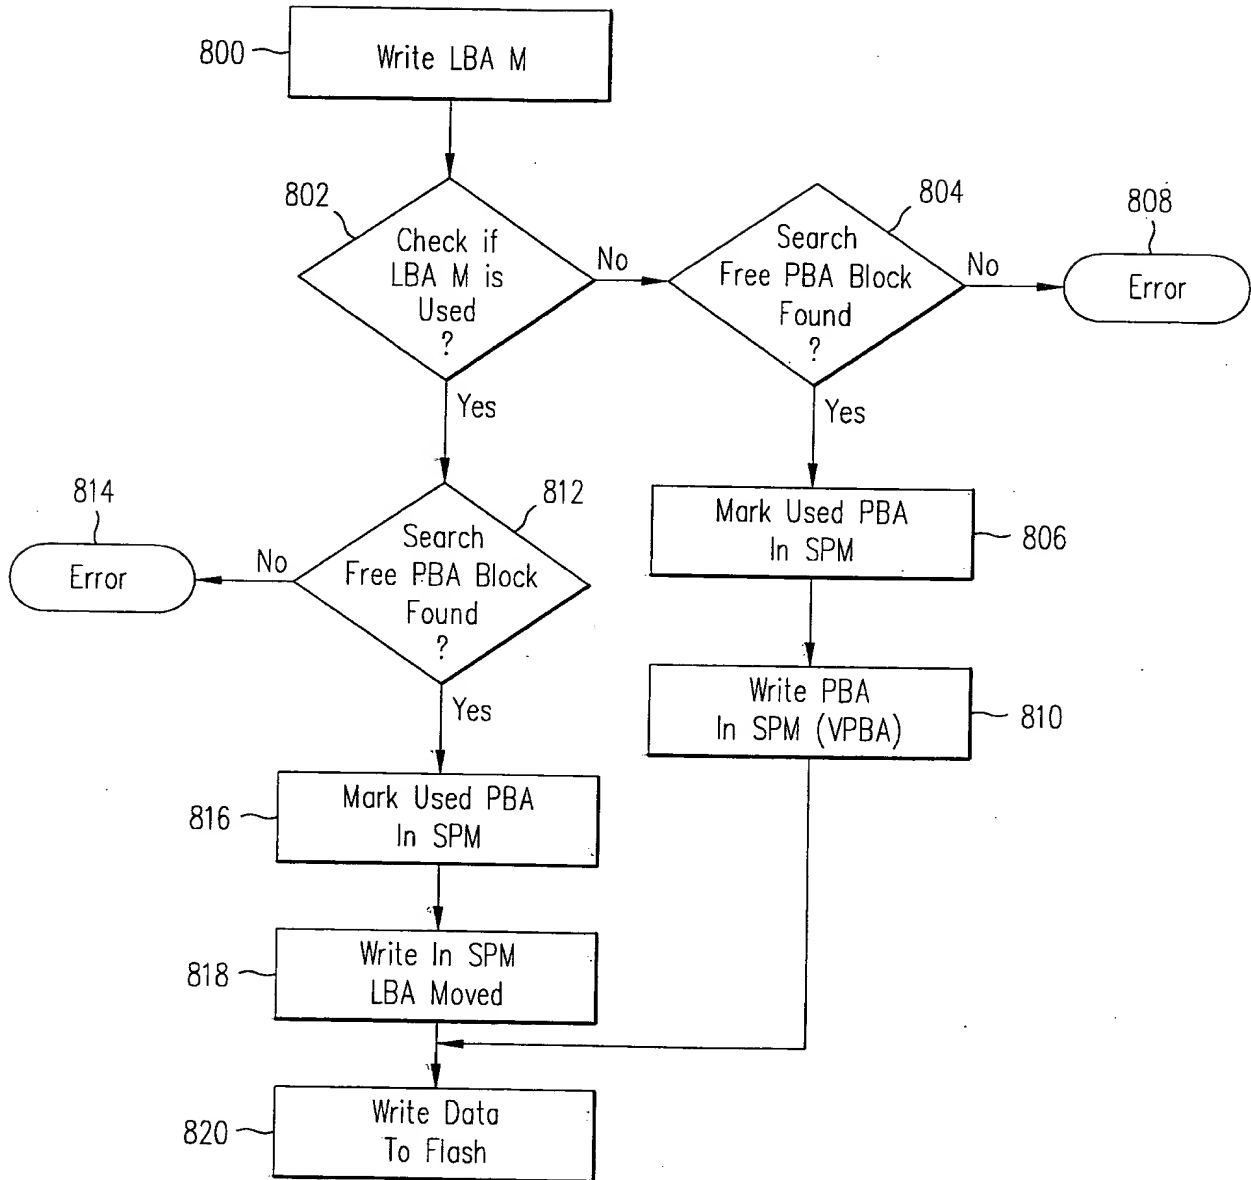 800
Write LBA M
802
Check if
LBA M is
Used
?
No
Yes
804
Search
Free PBA Block
Found
?
No
Yes
808
Error
814
Error
No
812
Search
Free PBA Block
Found
?
Yes
Mark Used PBA
In SPM
806
Write PBA
In SPM (VPBA)
810
816
Mark Used PBA
In SPM
818
Write In SPM
LBA Moved
820
Write Data
To Flash